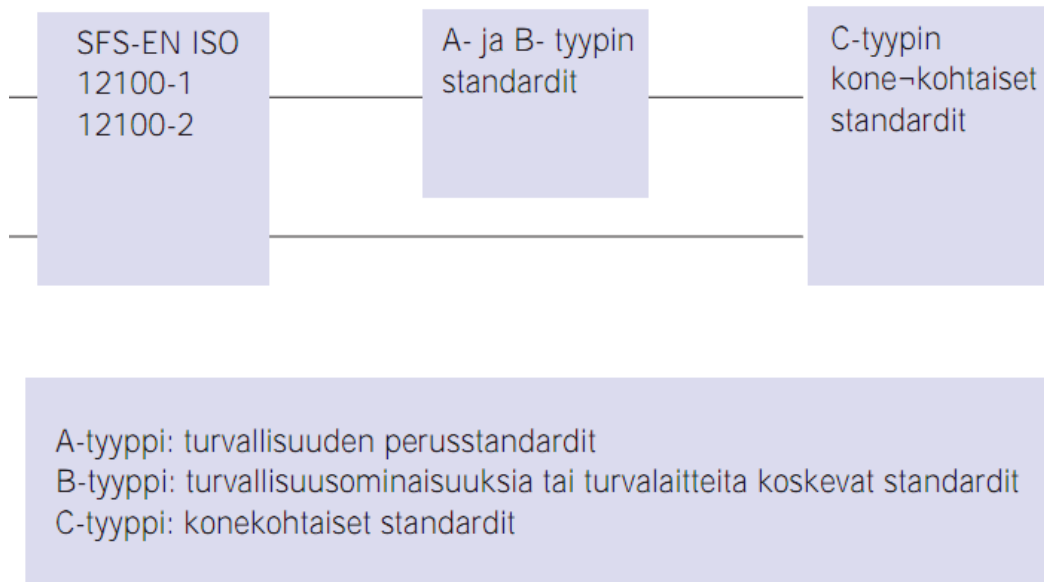 SFS-EN ISO
12100-1
12100-2
A- ja B- tyypin
standardit
C-tyypin
kone¬kohtaiset
standardit
A-tyyppi: turvallisuuden perusstandardit
B-tyyppi: turvallisuusominaisuuksia tai turvalaitteita koskevat standardit
C-tyyppi: konekohtaiset standardit